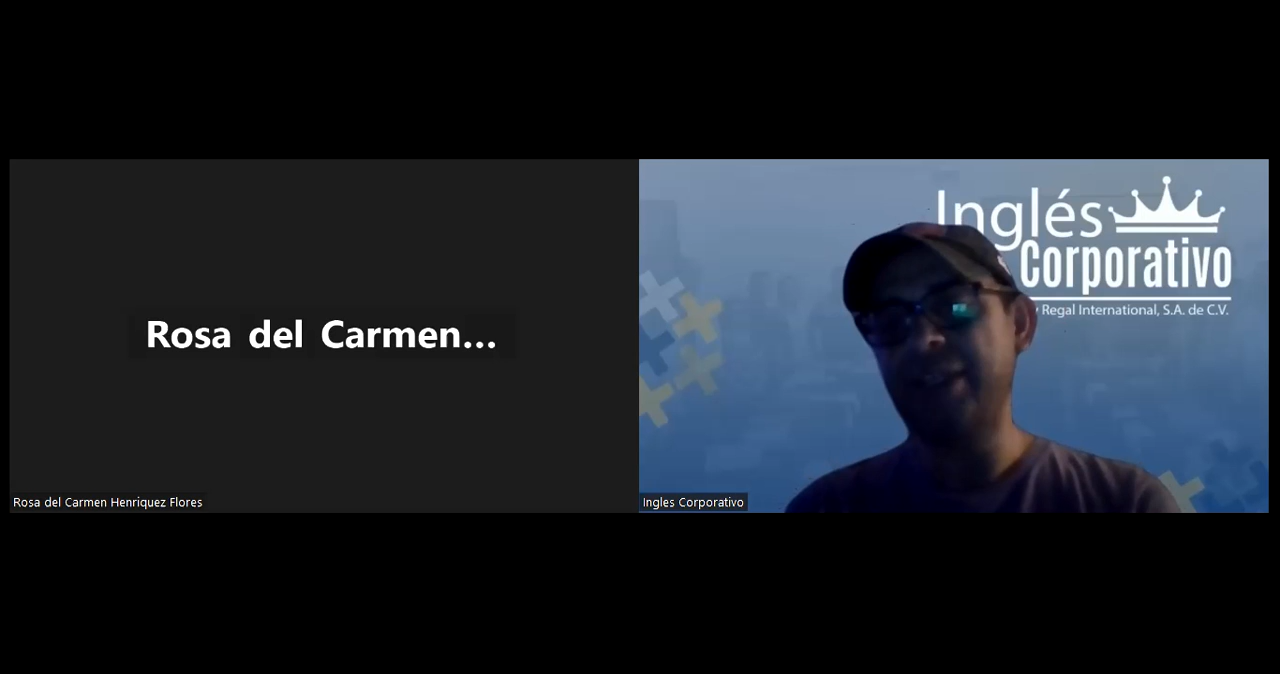 Rosa del Carmen...
Rosa del Carmen Henriquez Flores
Inglés
Corporativo
y Regal International, S.A. de C.V.
Ingles Corporativo